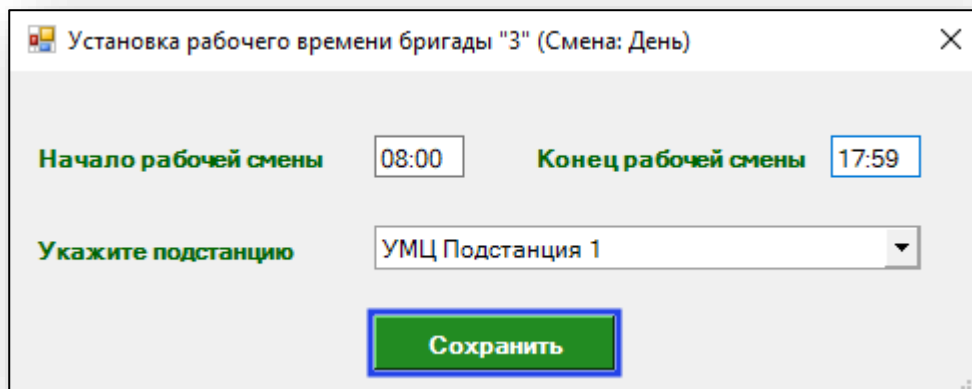 Установка рабочего времени бригады "3" (Смена: День)
Начало рабочей смены 08:00 Конец рабочей смены 17:59
Укажите подстанцию УМЦ Подстанция 1
Сохранить